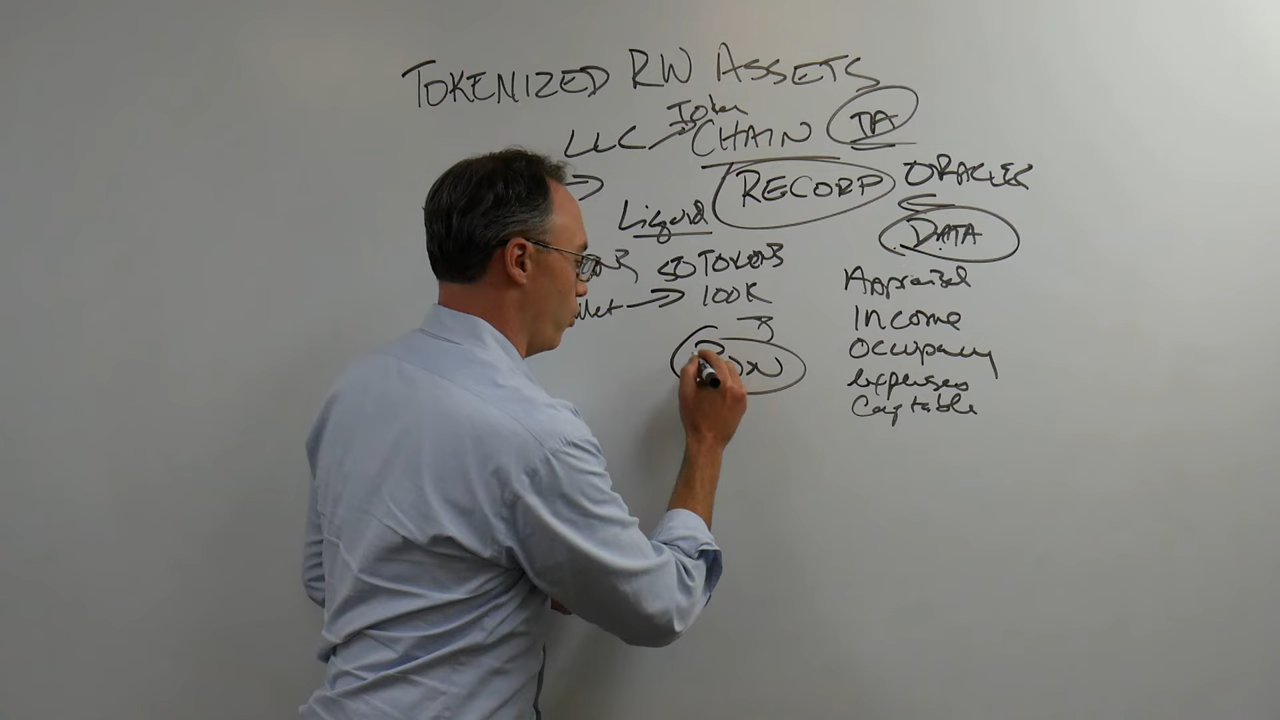 TOKENIZED RW ASSETS
Token
LLC → CHAIN TA
→ RECORD ORACLES
Liquid DATA
50 TOKENS
→ 100K
Appraisal
Income
Occupancy
Expenses
Cap table